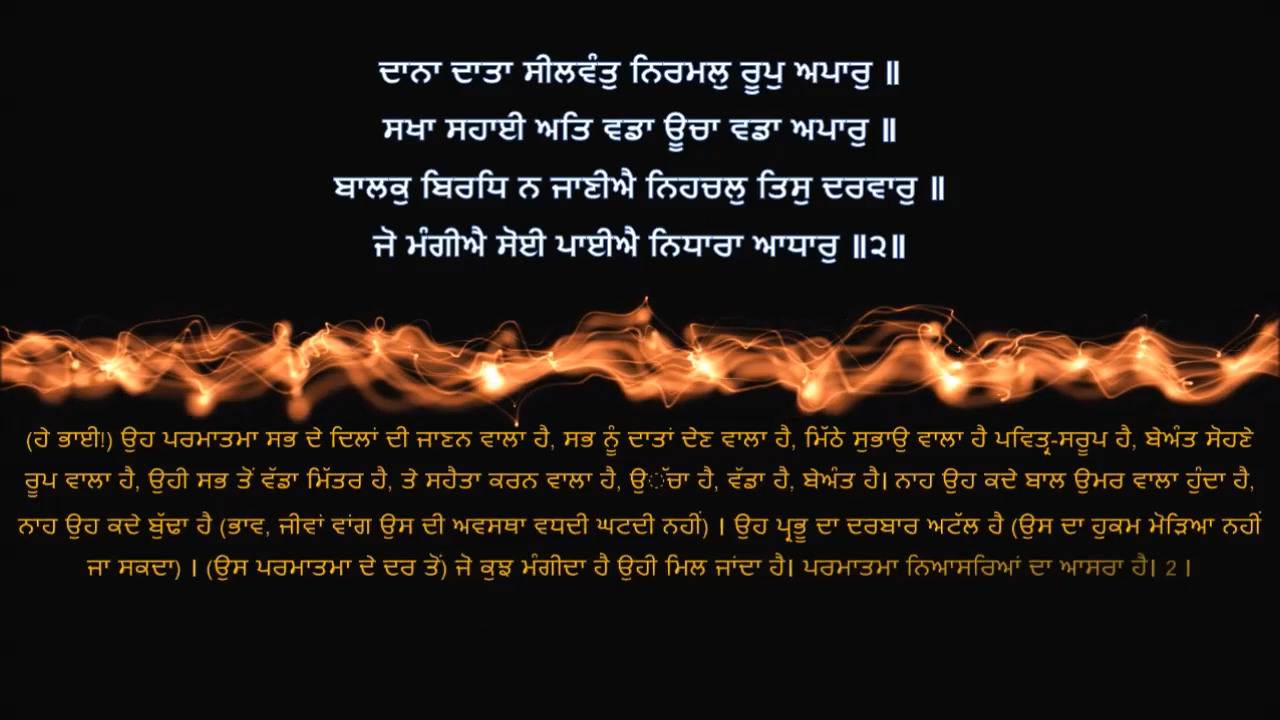 ਦਾਨਾ ਦਾਤਾ ਸੀਲਵੰਤੁ ਨਿਰਮਲੁ ਰੂਪੁ ਅਪਾਰੁ ॥
ਸਖਾ ਸਹਾਈ ਅਤਿ ਵਡਾ ਊਚਾ ਵਡਾ ਅਪਾਰੁ ॥
ਬਾਲਕੁ ਬਿਰਧਿ ਨ ਜਾਣੀਐ ਨਿਹਚਲੁ ਤਿਸੁ ਦਰਵਾਰੁ ॥
ਜੋ ਮੰਗੀਐ ਸੋਈ ਪਾਈਐ ਨਿਧਾਰਾ ਆਧਾਰੁ ॥੨॥
(ਹੇ ਭਾਈ!) ਉਹ ਪਰਮਾਤਮਾ ਸਭ ਦੇ ਦਿਲਾਂ ਦੀ ਜਾਣਨ ਵਾਲਾ ਹੈ, ਸਭ ਨੂੰ ਦਾਤਾਂ ਦੇਣ ਵਾਲਾ ਹੈ, ਮਿੱਠੇ ਸੁਭਾਉ ਵਾਲਾ ਹੈ ਪਵਿਤ੍ਰ-ਸਰੂਪ ਹੈ, ਬੇਅੰਤ ਸੋਹਣੇ
ਰੂਪ ਵਾਲਾ ਹੈ, ਉਹੀ ਸਭ ਤੋਂ ਵੱਡਾ ਮਿੱਤਰ ਹੈ, ਤੇ ਸਹੈਤਾ ਕਰਨ ਵਾਲਾ ਹੈ, ਉੱਚਾ ਹੈ, ਵੱਡਾ ਹੈ, ਬੇਅੰਤ ਹੈ। ਨਾਹ ਉਹ ਕਦੇ ਬਾਲ ਉਮਰ ਵਾਲਾ ਹੁੰਦਾ ਹੈ,
ਨਾਹ ਉਹ ਕਦੇ ਬੁੱਢਾ ਹੈ (ਭਾਵ, ਜੀਵਾਂ ਵਾਂਗ ਉਸ ਦੀ ਅਵਸਥਾ ਵਧਦੀ ਘਟਦੀ ਨਹੀਂ) । ਉਹ ਪ੍ਰਭੂ ਦਾ ਦਰਬਾਰ ਅਟੱਲ ਹੈ (ਉਸ ਦਾ ਹੁਕਮ ਮੋੜਿਆ ਨਹੀਂ
ਜਾ ਸਕਦਾ) । (ਉਸ ਪਰਮਾਤਮਾ ਦੇ ਦਰ ਤੋਂ) ਜੋ ਕੁਝ ਮੰਗੀਦਾ ਹੈ ਉਹੀ ਮਿਲ ਜਾਂਦਾ ਹੈ। ਪਰਮਾਤਮਾ ਨਿਆਸਰਿਆਂ ਦਾ ਆਸਰਾ ਹੈ। 2 ।